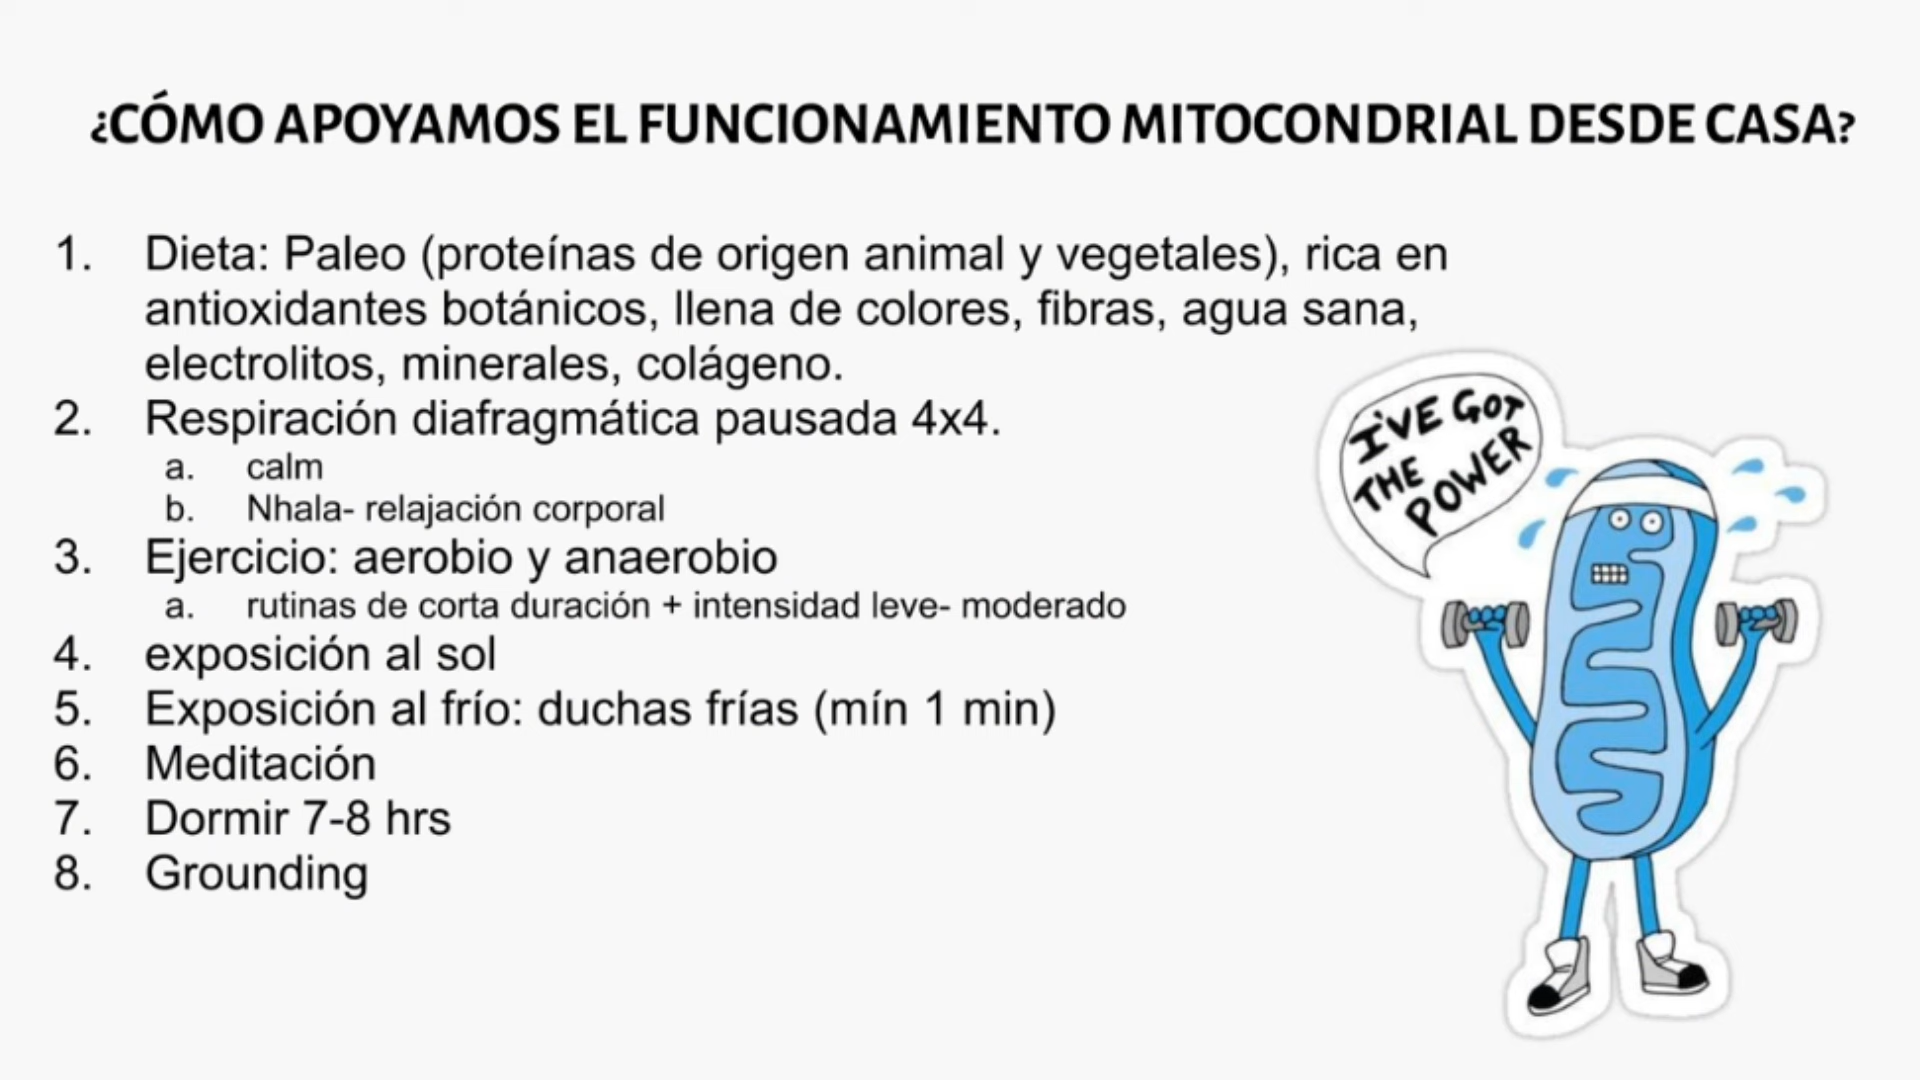 ¿CÓMO APOYAMOS EL FUNCIONAMIENTO MITOCONDRIAL DESDE CASA?
1. Dieta: Paleo (proteínas de origen animal y vegetales), rica en
antioxidantes botánicos, llena de colores, fibras, agua sana,
electrolitos, minerales, colágeno.
2. Respiración diafragmática pausada 4x4.
a. calm
b. Nhala- relajación corporal
3. Ejercicio: aerobio y anaerobio
a. rutinas de corta duración + intensidad leve- moderado
4. exposición al sol
5. Exposición al frío: duchas frías (mín 1 min)
6. Meditación
7. Dormir 7-8 hrs
8. Grounding
I'VE GOT
THE
POWER